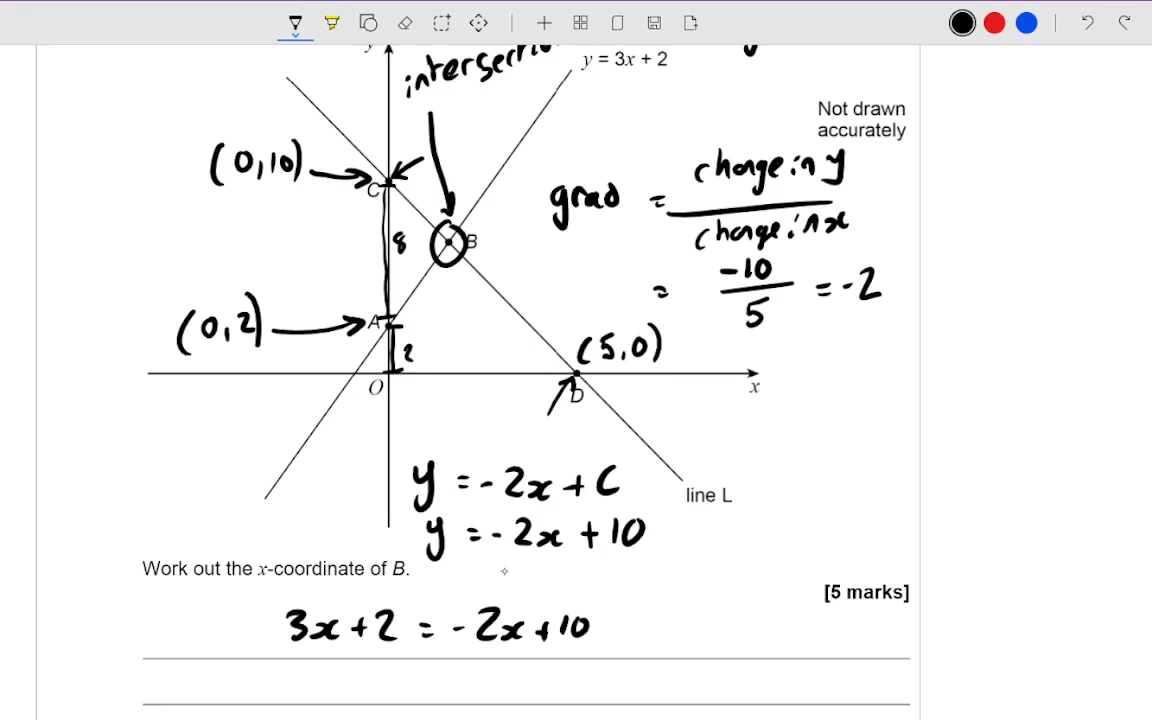 y
intersection
y = 3x + 2
Not drawn
accurately
(0,10)
C
grad = change in y
change in x
8
B
= -10
5
= -2
(0,2)
A
2
(5,0)
O
D
x
y = -2x + C
line L
y = -2x + 10
Work out the x-coordinate of B.
[5 marks]
3x + 2 = -2x + 10